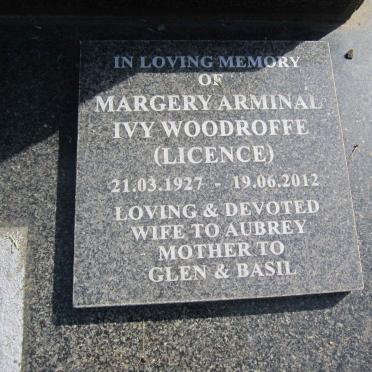 IN LOVING MEMORY
OF
MARGERY ARMINAL
IVY WOODROFFE
(LICENCE)
21.03.1927 - 19.06.2012
LOVING & DEVOTED
WIFE TO AUBREY
MOTHER TO
GLEN & BASIL